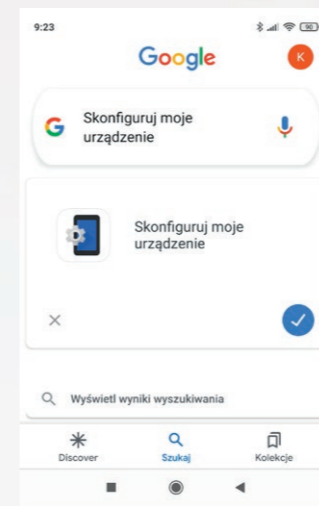 9:23
90
Google
K
G
Skonfiguruj moje
urządzenie
Skonfiguruj moje
urządzenie
Wyświetl wyniki wyszukiwania
Discover
Szukaj
Kolekcje